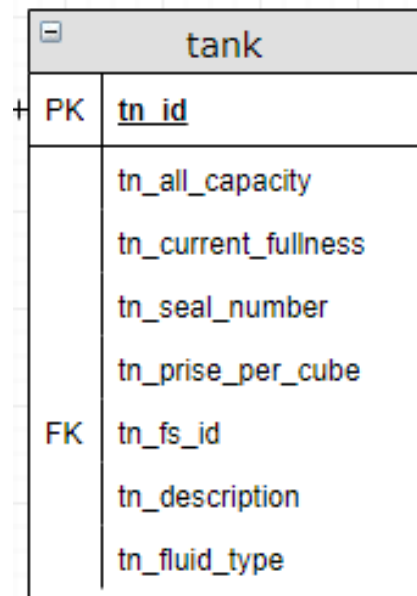 tank
PK tn_id
tn_all_capacity
tn_current_fullness
tn_seal_number
tn_prise_per_cube
FK tn_fs_id
tn_description
tn_fluid_type